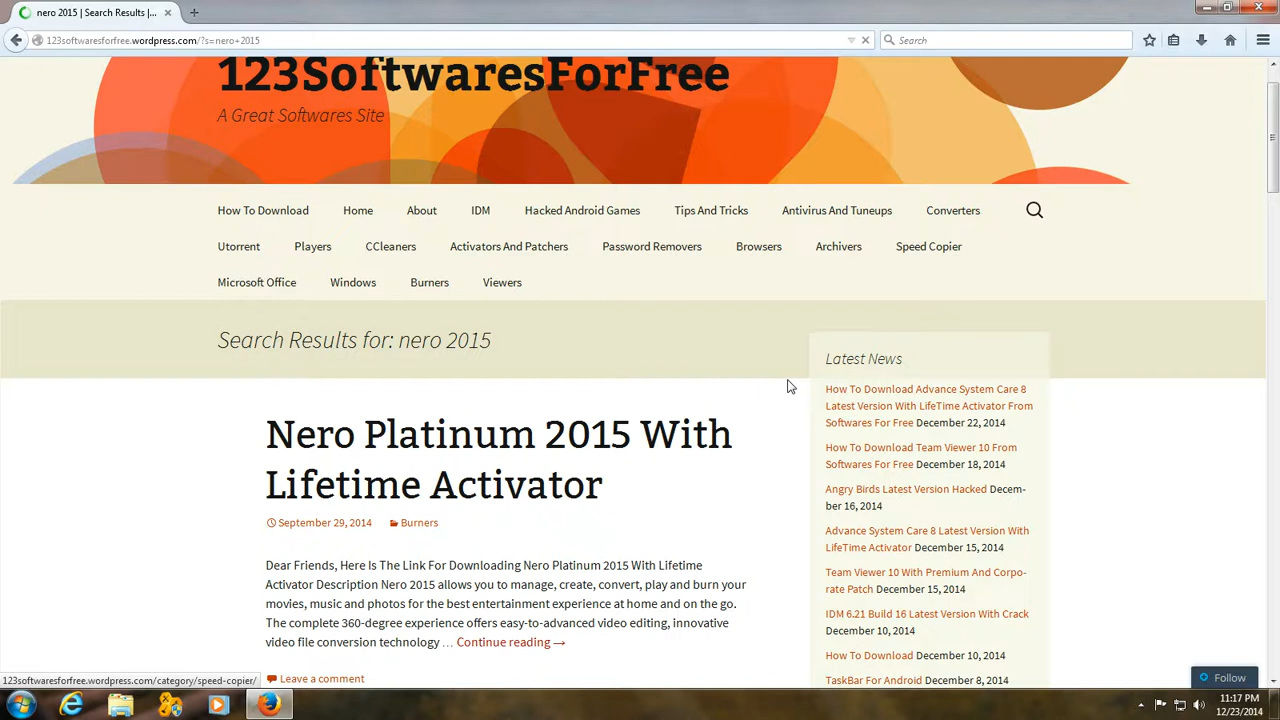 nero 2015 | Search Results |...
123softwaresforfree.wordpress.com/?s=nero+2015
Search
123SoftwaresForFree
A Great Softwares Site
How To Download Home About IDM Hacked Android Games Tips And Tricks Antivirus And Tuneups Converters
Utorrent Players CCleaners Activators And Patchers Password Removers Browsers Archivers Speed Copier
Microsoft Office Windows Burners Viewers
Search Results for: nero 2015
Nero Platinum 2015 With
Lifetime Activator
September 29, 2014 Burners
Dear Friends, Here Is The Link For Downloading Nero Platinum 2015 With Lifetime
Activator Description Nero 2015 allows you to manage, create, convert, play and burn your
movies, music and photos for the best entertainment experience at home and on the go.
The complete 360-degree experience offers easy-to-advanced video editing, innovative
video file conversion technology … Continue reading →
Leave a comment
Latest News
How To Download Advance System Care 8
Latest Version With LifeTime Activator From
Softwares For Free December 22, 2014
How To Download Team Viewer 10 From
Softwares For Free December 18, 2014
Angry Birds Latest Version Hacked Decem-
ber 16, 2014
Advance System Care 8 Latest Version With
LifeTime Activator December 15, 2014
Team Viewer 10 With Premium And Corpo-
rate Patch December 15, 2014
IDM 6.21 Build 16 Latest Version With Crack
December 10, 2014
How To Download December 10, 2014
TaskBar For Android December 8, 2014
Follow
123softwaresforfree.wordpress.com/category/speed-copier/
11:17 PM
12/23/2014